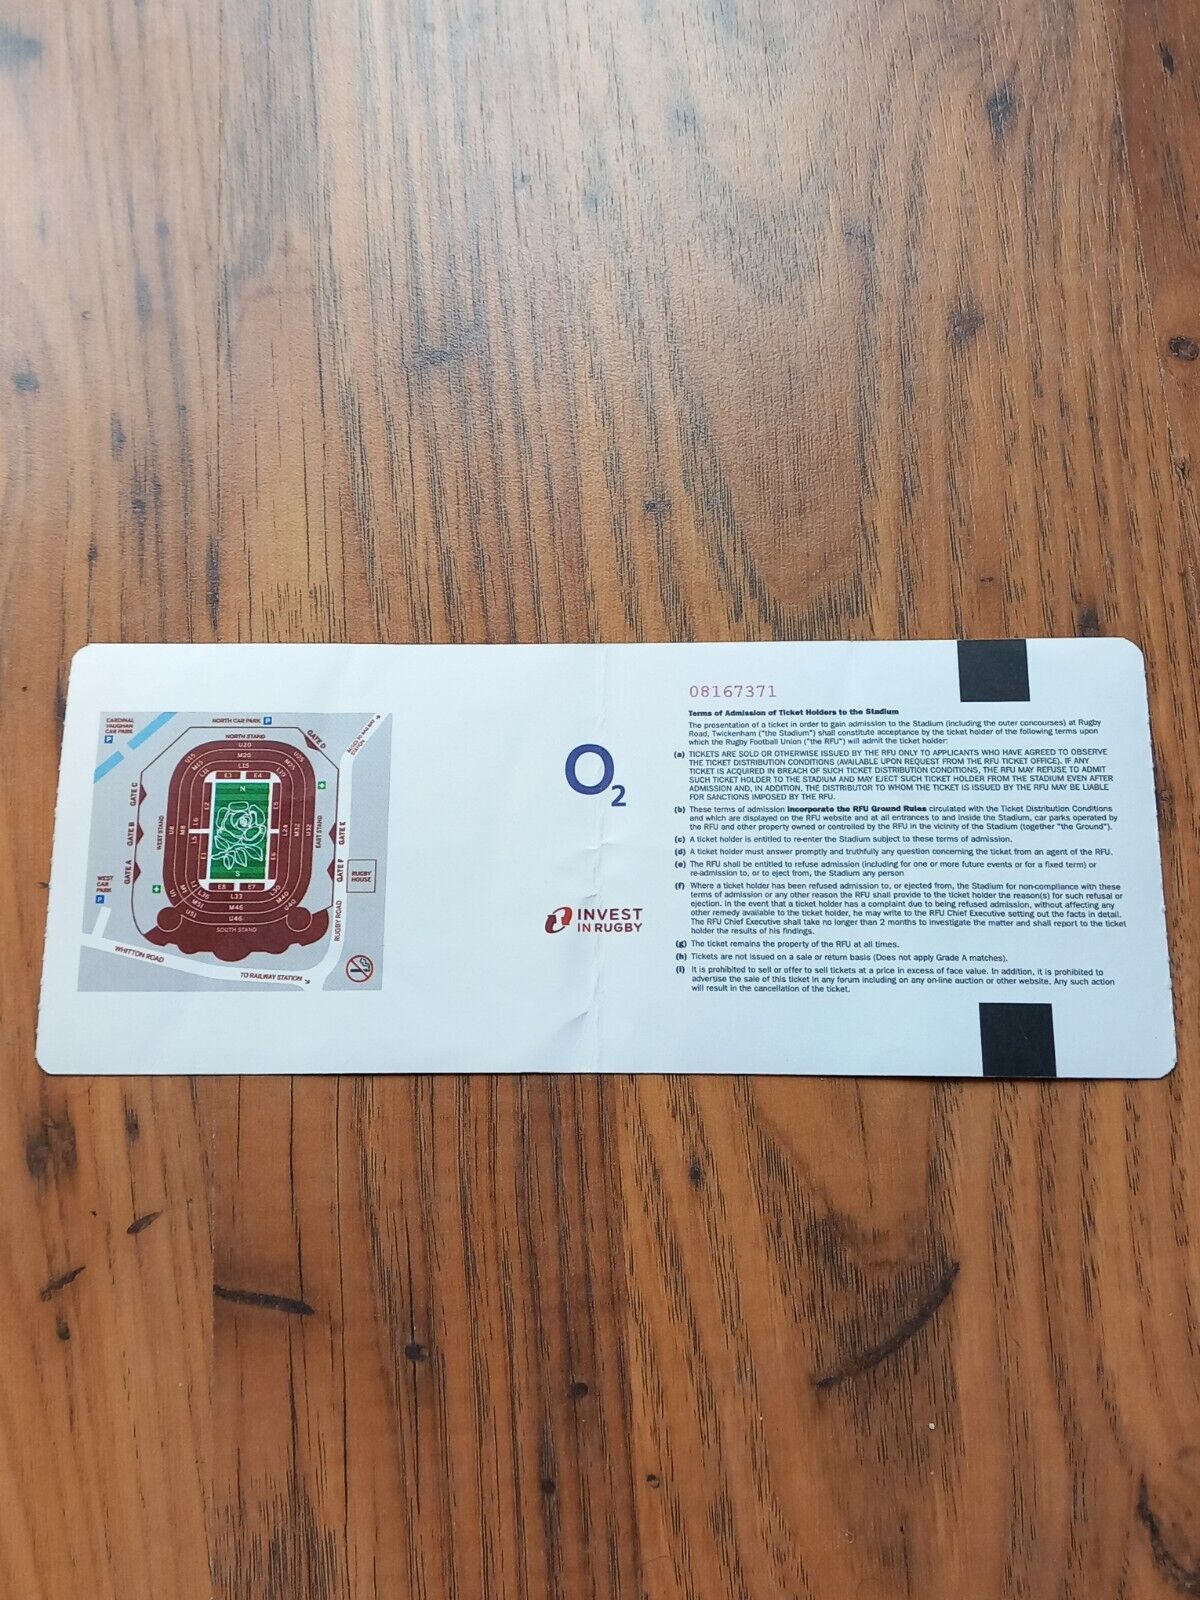 CARDINAL
VAUGHAN
CAR PARK
P
NORTH CAR PARK P
GATE D
NORTH STAND
U20
M20
L15
E3 E4
N
GATE C
GATE B
GATE A
WEST STAND
EAST STAND
GATE E
GATE F
RUGBY
HOUSE
WEST
CAR
PARK
P
S
E8 E7
L33
M46
U46
SOUTH STAND
RUGBY ROAD
WHITTON ROAD
TO RAILWAY STATION
O2
INVEST
IN RUGBY
08167371
Terms of Admission of Ticket Holders to the Stadium
The presentation of a ticket in order to gain admission to the Stadium (including the outer concourses) at Rugby
Road, Twickenham ("the Stadium") shall constitute acceptance by the ticket holder of the following terms upon
which the Rugby Football Union ("the RFU") will admit the ticket holder:
(a) TICKETS ARE SOLD OR OTHERWISE ISSUED BY THE RFU ONLY TO APPLICANTS WHO HAVE AGREED TO OBSERVE
THE TICKET DISTRIBUTION CONDITIONS (AVAILABLE UPON REQUEST FROM THE RFU TICKET OFFICE). IF ANY
TICKET IS ACQUIRED IN BREACH OF SUCH TICKET DISTRIBUTION CONDITIONS, THE RFU MAY REFUSE TO ADMIT
SUCH TICKET HOLDER TO THE STADIUM AND MAY EJECT SUCH TICKET HOLDER FROM THE STADIUM EVEN AFTER
ADMISSION AND, IN ADDITION, THE DISTRIBUTOR TO WHOM THE TICKET IS ISSUED BY THE RFU MAY BE LIABLE
FOR SANCTIONS IMPOSED BY THE RFU.
(b) These terms of admission incorporate the RFU Ground Rules circulated with the Ticket Distribution Conditions
and which are displayed on the RFU website and at all entrances to and inside the Stadium, car parks operated by
the RFU and other property owned or controlled by the RFU in the vicinity of the Stadium (together "the Ground").
(c) A ticket holder is entitled to re-enter the Stadium subject to these terms of admission.
(d) A ticket holder must answer promptly and truthfully any question concerning the ticket from an agent of the RFU.
(e) The RFU shall be entitled to refuse admission (including for one or more future events or for a fixed term) or
re-admission to, or to eject from, the Stadium any person
(f) Where a ticket holder has been refused admission to, or ejected from, the Stadium for non-compliance with these
terms of admission or any other reason the RFU shall provide to the ticket holder the reason(s) for such refusal or
ejection. In the event that a ticket holder has a complaint due to being refused admission, without affecting any
other remedy available to the ticket holder, he may write to the RFU Chief Executive setting out the facts in detail.
The RFU Chief Executive shall take no longer than 2 months to investigate the matter and shall report to the ticket
holder the results of his findings.
(g) The ticket remains the property of the RFU at all times.
(h) Tickets are not issued on a sale or return basis (Does not apply Grade A matches).
(i) It is prohibited to sell or offer to sell tickets at a price in excess of face value. In addition, it is prohibited to
advertise the sale of this ticket in any forum including on any on-line auction or other website. Any such action
will result in the cancellation of the ticket.